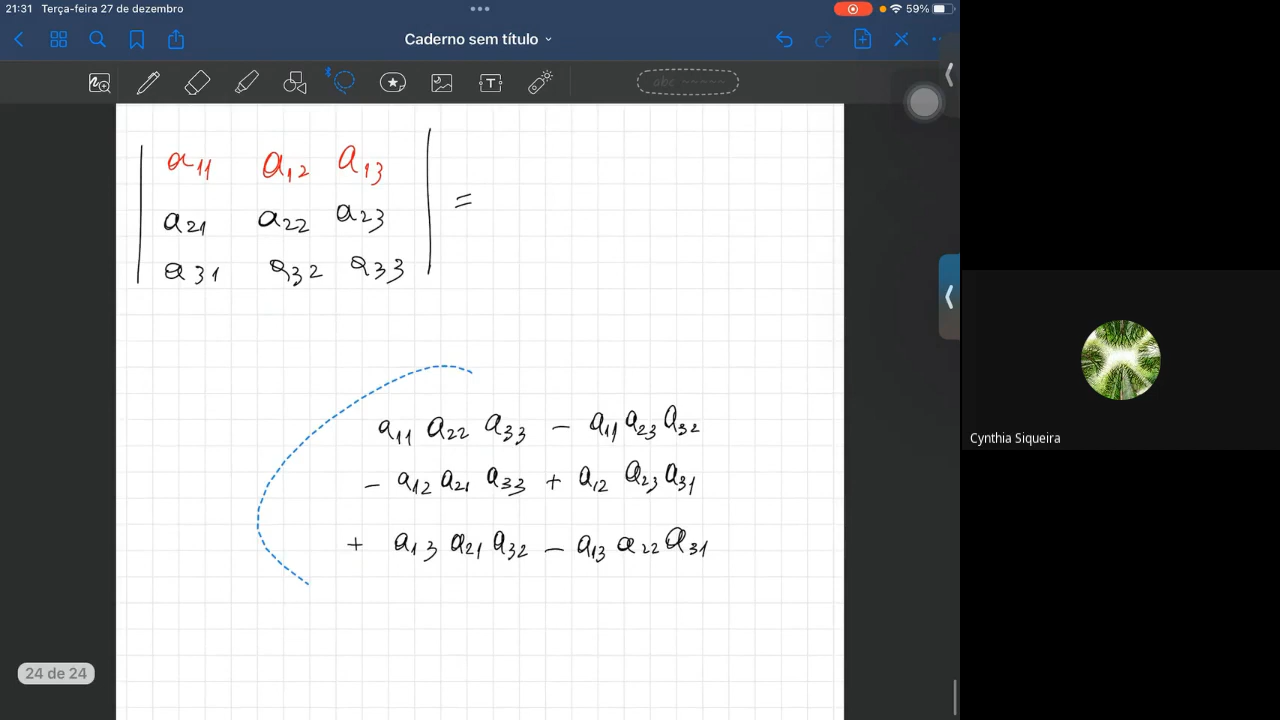 21:31 Terça-feira 27 de dezembro
59%
Caderno sem título
T
abc
a11 a12 a13
a21 a22 a23 =
a31 a32 a33
a11 a22 a33 - a11 a23 a32
- a12 a21 a33 + a12 a23 a31
+ a13 a21 a32 - a13 a22 a31
24 de 24
Cynthia Siqueira